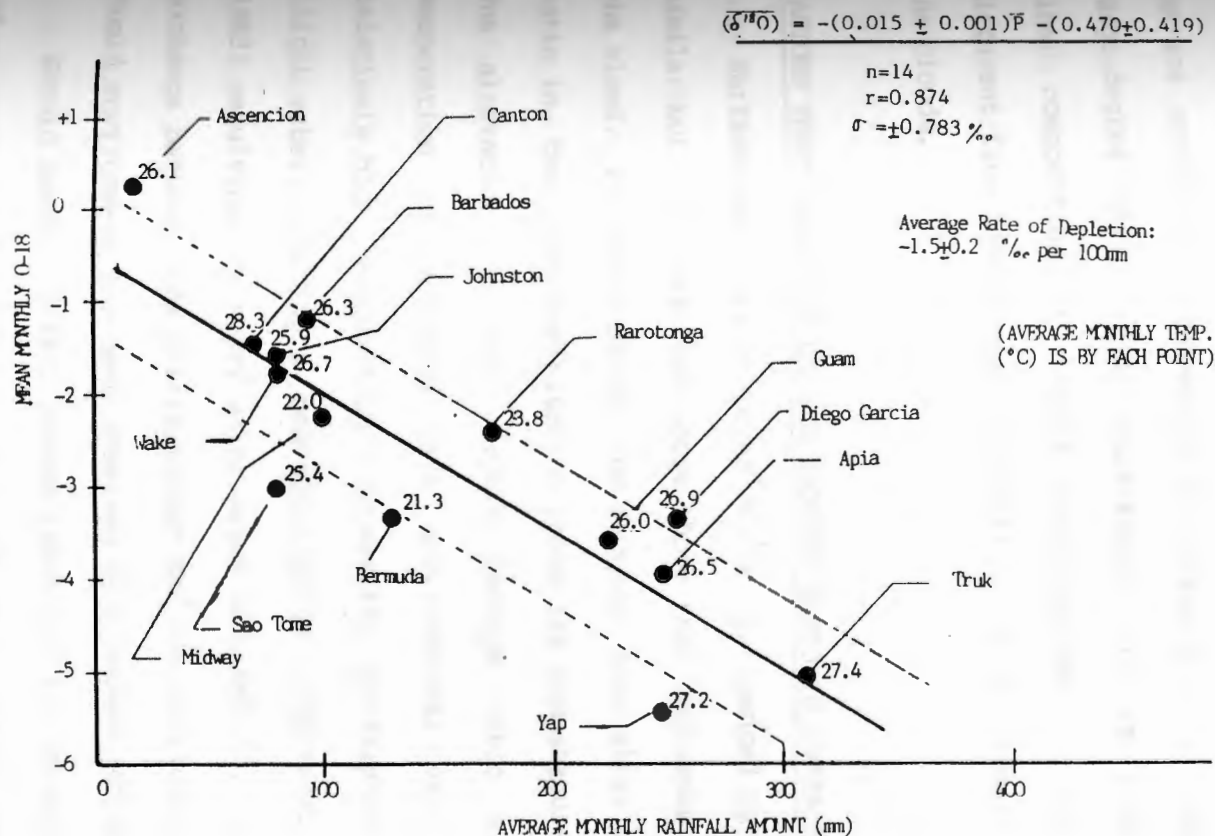 (δ¹⁸O) = -(0.015 ± 0.001)P̄ -(0.470±0.419)
n=14
r=0.874
σ =±0.783 ‰
Average Rate of Depletion:
-1.5±0.2 ‰ per 100mm
(AVERAGE MONTHLY TEMP.
(°C) IS BY EACH POINT)
MEAN MONTHLY O-18
+1
0
-1
-2
-3
-4
-5
-6
Ascencion
26.1
Canton
Barbados
Johnston
26.3
28.3
25.9
26.7
22.0
Rarotonga
23.8
Guam
Diego Garcia
Apia
Wake
25.4
21.3
26.9
26.0
26.5
Bermuda
Truk
Sao Tome
Midway
27.4
27.2
Yap
0
100
200
300
400
AVERAGE MONTHLY RAINFALL AMOUNT (mm)